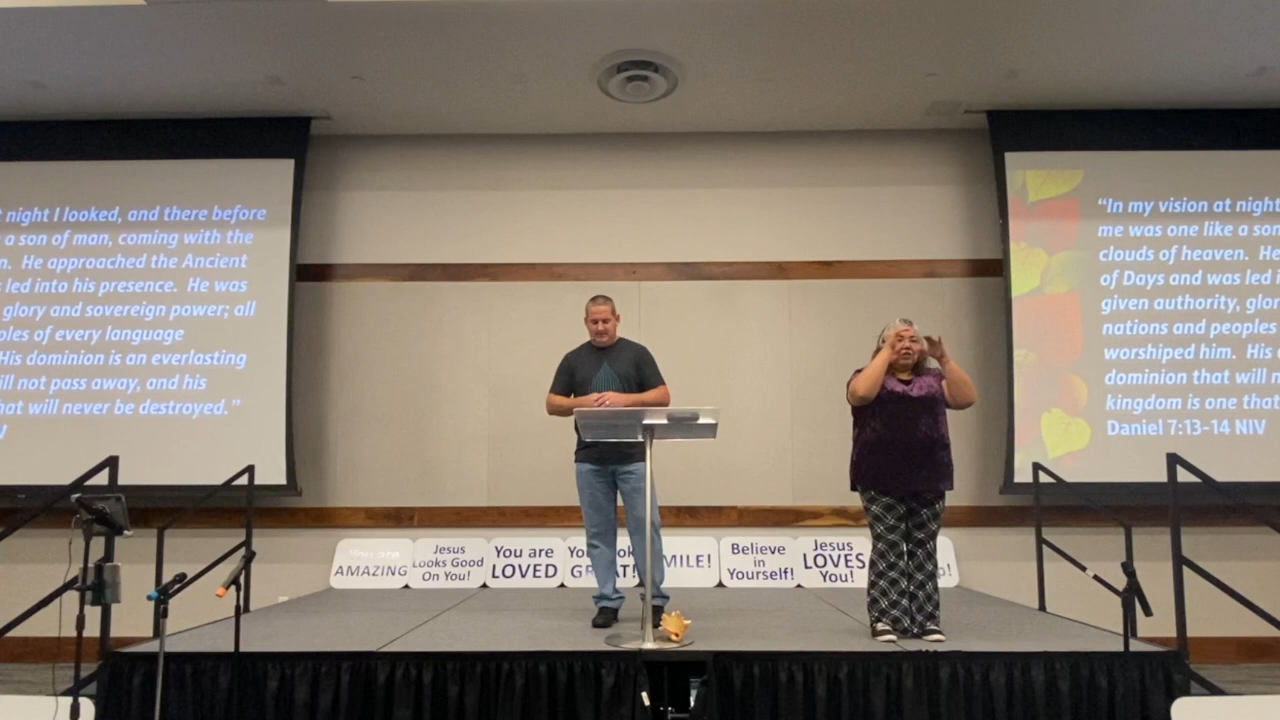 t night I looked, and there before
a son of man, coming with the
n. He approached the Ancient
s led into his presence. He was
glory and sovereign power; all
ples of every language
His dominion is an everlasting
ill not pass away, and his
hat will never be destroyed.”
“In my vision at night
me was one like a son
clouds of heaven. He
of Days and was led i
given authority, glor
nations and peoples
worshiped him. His
dominion that will n
kingdom is one that
Daniel 7:13-14 NIV
You are
AMAZING
Jesus
Looks Good
On You!
You are
LOVED
MILE!
Believe
in
Yourself!
Jesus
LOVES
You!